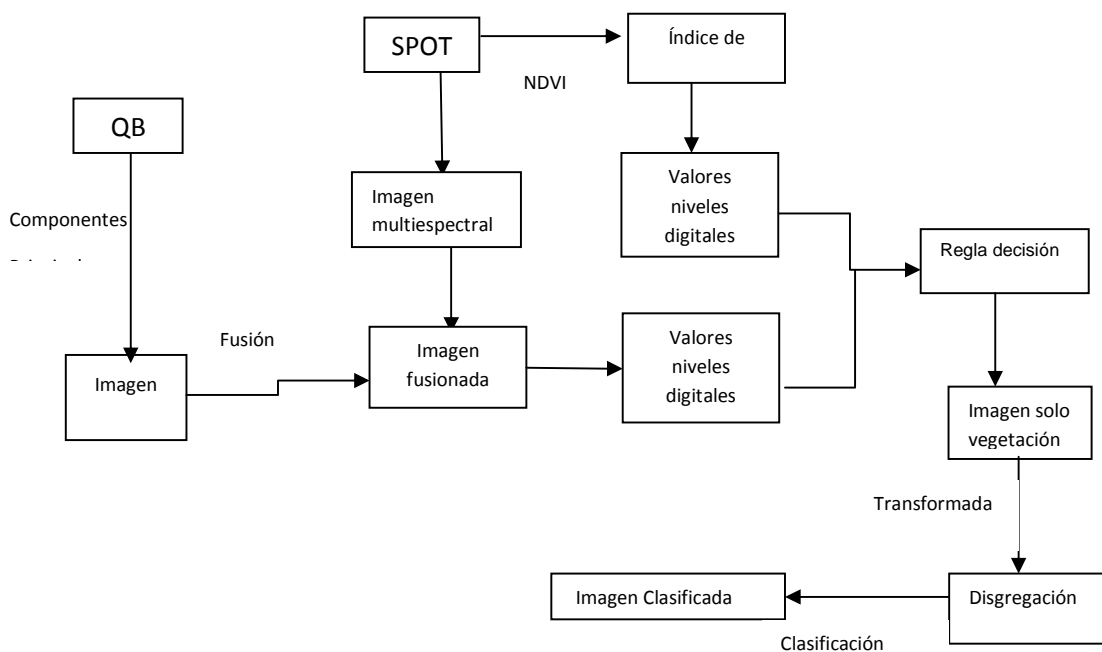 SPOT
Índice de
NDVI
QB
Valores
niveles
digitales
Imagen
multiespectral
Componentes
Regla decisión
Fusión
Imagen
Imagen
fusionada
Valores
niveles
digitales
Imagen solo
vegetación
Transformada
Imagen Clasificada
Disgregación
Clasificación